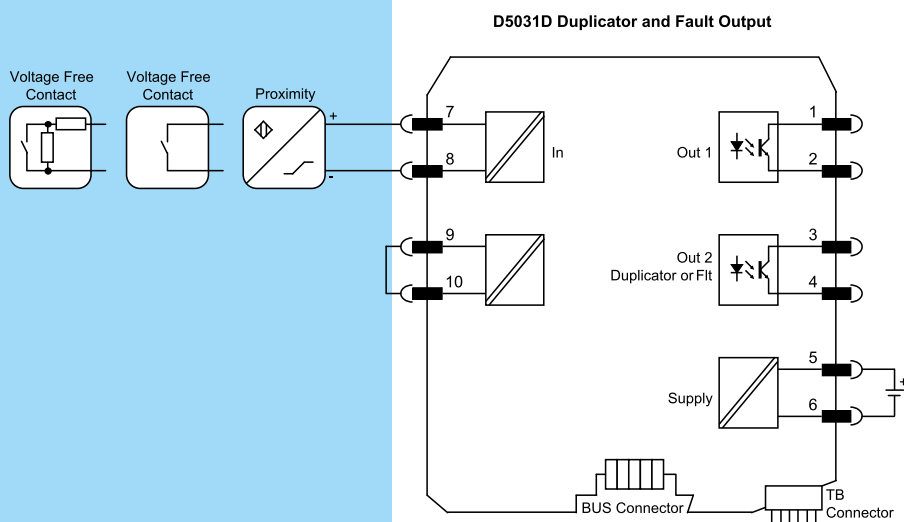 D5031D Duplicator and Fault Output
Voltage Free
Contact
Voltage Free
Contact
Proximity
+
-
7
8
In
9
10
Out 1
1
2
Out 2
Duplicator or Flt
3
4
Supply
5
6
+
BUS Connector
TB
Connector